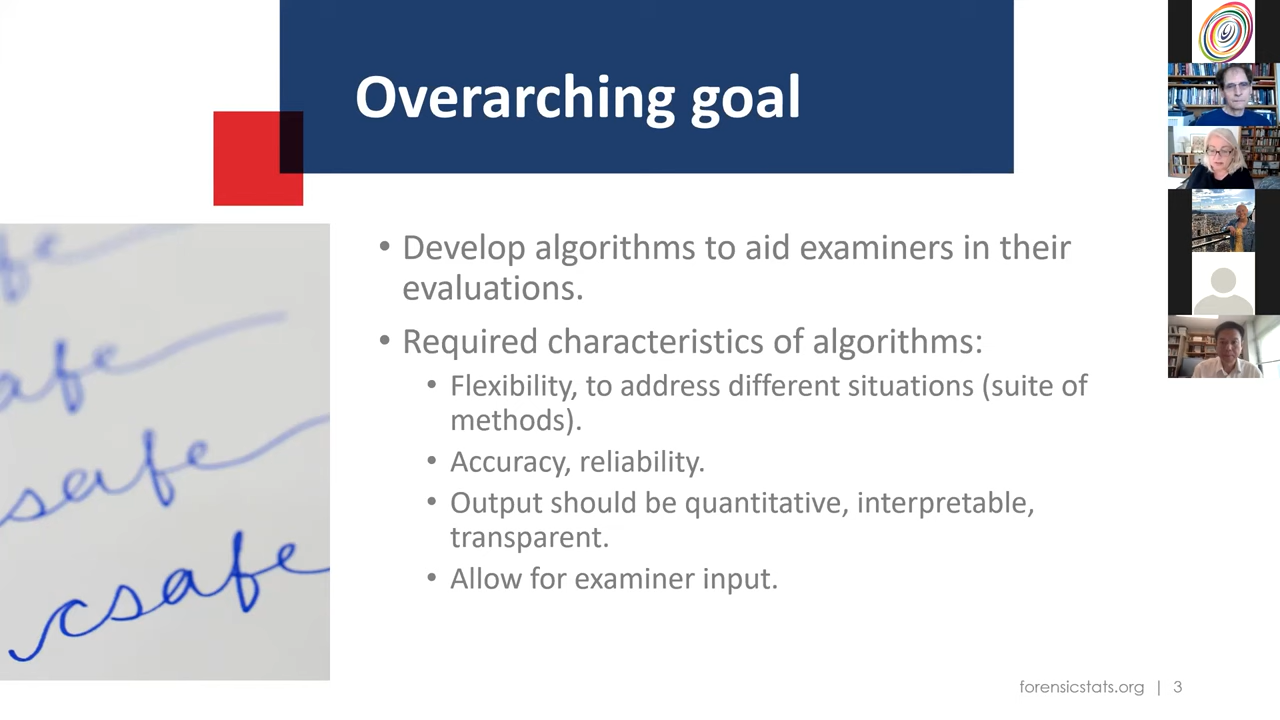 Overarching goal
• Develop algorithms to aid examiners in their
evaluations.
• Required characteristics of algorithms:
• Flexibility, to address different situations (suite of
methods).
• Accuracy, reliability.
• Output should be quantitative, interpretable,
transparent.
• Allow for examiner input.
afe
safe
csafe
forensicstats.org | 3